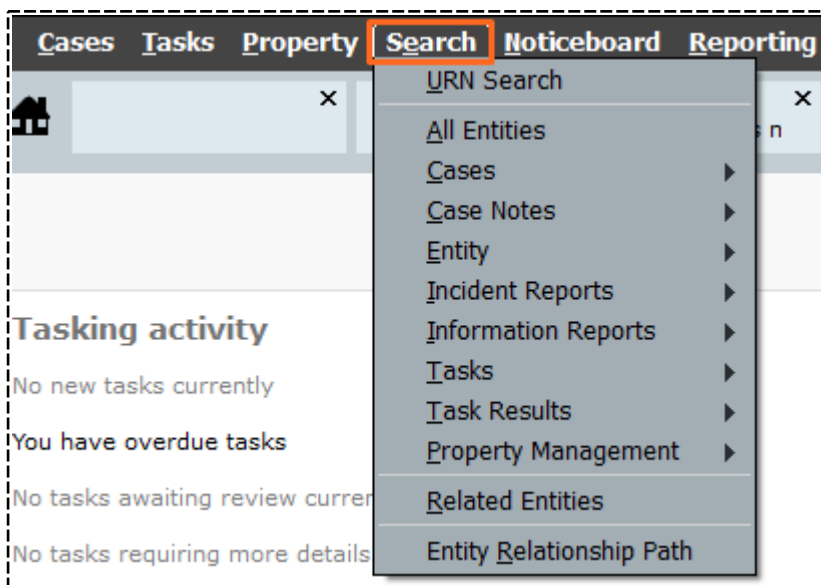 Cases Tasks Property Search Noticeboard Reporting
URN Search
All Entities
Cases
Case Notes
Entity
Incident Reports
Information Reports
Tasks
Task Results
Property Management
Related Entities
Entity Relationship Path
Tasking activity
No new tasks currently
You have overdue tasks
No tasks awaiting review
No tasks requiring more details